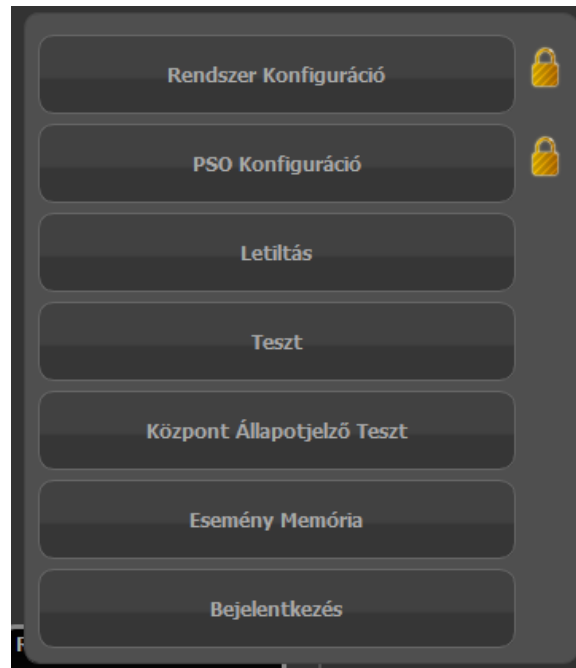 Rendszer Konfiguráció
PSO Konfiguráció
Letiltás
Teszt
Központ Állapotjelző Teszt
Esemény Memória
Bejelentkezés